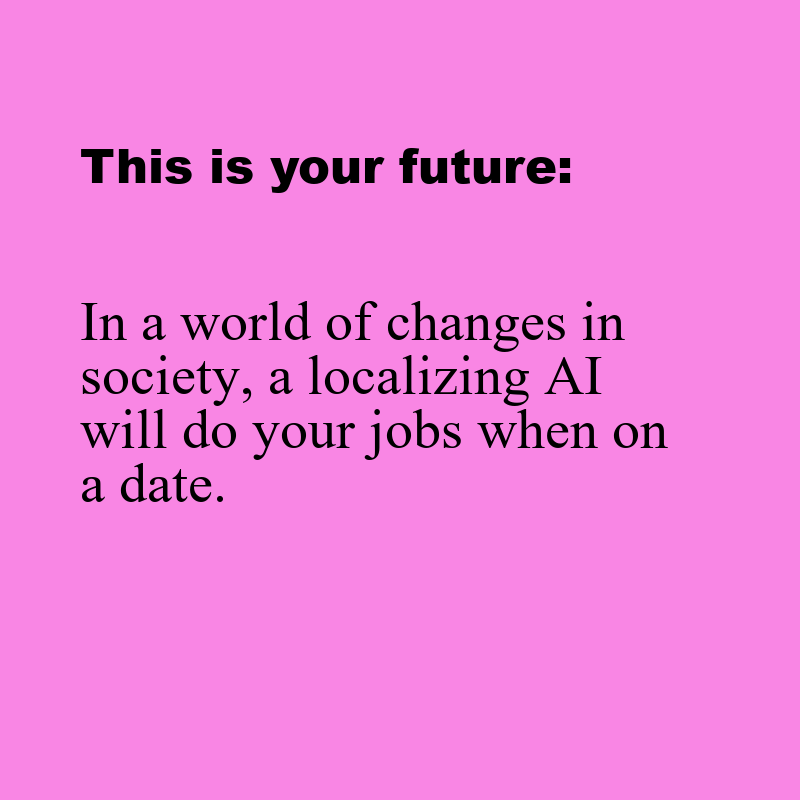 This is your future:
In a world of changes in
society, a localizing AI
will do your jobs when on
a date.